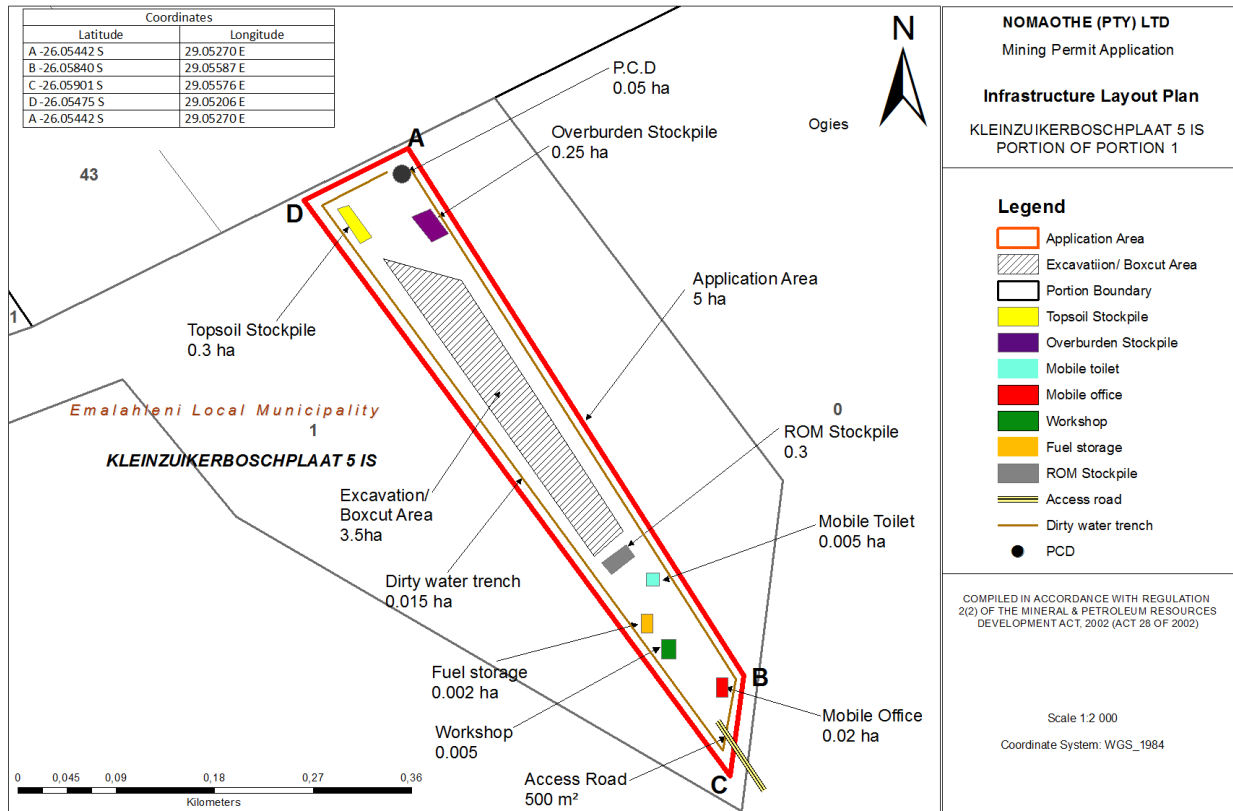 Coordinates
Latitude Longitude
A -26.05442 S 29.05270 E
B -26.05840 S 29.05587 E
C -26.05901 S 29.05576 E
D -26.05475 S 29.05206 E
A -26.05442 S 29.05270 E
N
P.C.D
0.05 ha
Overburden Stockpile
0.25 ha
Ogies
A
43
D
Application Area
5 ha
1
Topsoil Stockpile
0.3 ha
Emalahleni Local Municipality
1
KLEINZUIKERBOSCHPLAAT 5 IS
0
ROM Stockpile
0.3
Excavation/
Boxcut Area
3.5ha
Mobile Toilet
0.005 ha
Dirty water trench
0.015 ha
Fuel storage
0.002 ha
B
Mobile Office
0.02 ha
Workshop
0.005
Access Road
500 m²
C
0 0,045 0,09 0,18 0,27 0,36
Kilometers
NOMAOTHE (PTY) LTD
Mining Permit Application
Infrastructure Layout Plan
KLEINZUIKERBOSCHPLAAT 5 IS
PORTION OF PORTION 1
Legend
Application Area
Excavatiion/ Boxcut Area
Portion Boundary
Topsoil Stockpile
Overburden Stockpile
Mobile toilet
Mobile office
Workshop
Fuel storage
ROM Stockpile
Access road
Dirty water trench
PCD
COMPILED IN ACCORDANCE WITH REGULATION
2(2) OF THE MINERAL & PETROLEUM RESOURCES
DEVELOPMENT ACT, 2002 (ACT 28 OF 2002)
Scale 1:2 000
Coordinate System: WGS_1984